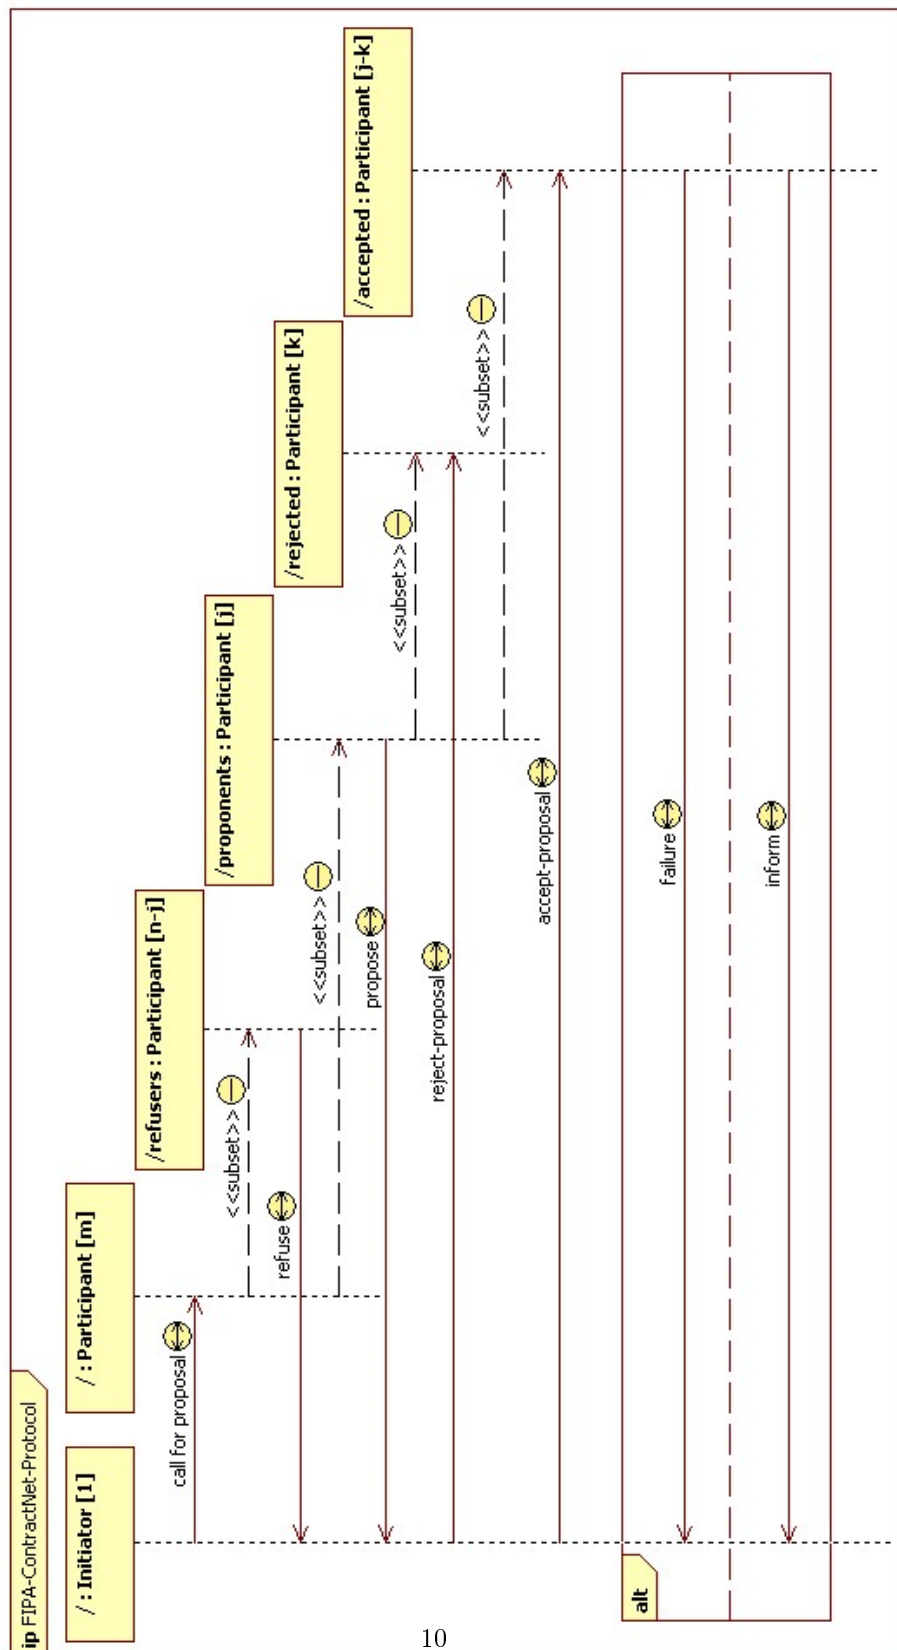 ip FIPA-ContractNet-Protocol
/ : Initiator [1]
/ : Participant [m]
/refusers : Participant [n-j]
/proponents : Participant [j]
/rejected : Participant [k]
/accepted : Participant [j-k]
call for proposal
<<subset>>
refuse
<<subset>>
propose
<<subset>>
reject-proposal
<<subset>>
accept-proposal
alt
failure
inform
10